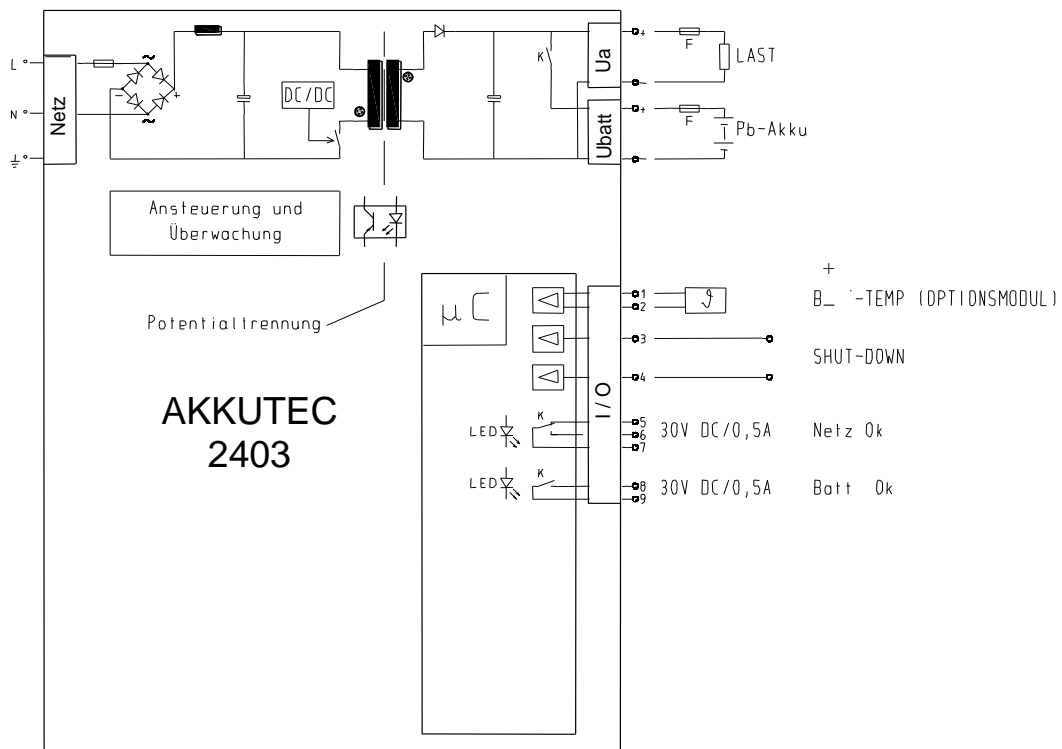 L
N
Netz
~
~
-
+
DC/DC
K
Ua
Ubatt
+
-
+
-
F
LAST
F
Pb-Akku
Ansteuerung und
Überwachung
Potentialtrennung
µC
AKKUTEC
2403
I/O
1
2
3
4
5
6
7
8
9
ϑ
+
-TEMP (OPTIONSMODUL)
SHUT-DOWN
LED
K
30V DC/0,5A
Netz Ok
LED
K
30V DC/0,5A
Batt Ok